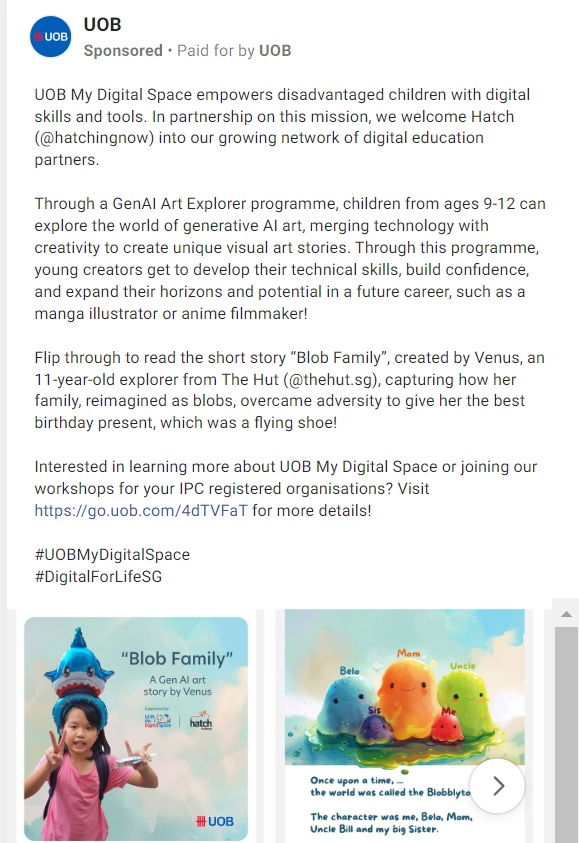 UOB
UOB
Sponsored • Paid for by UOB
UOB My Digital Space empowers disadvantaged children with digital
skills and tools. In partnership on this mission, we welcome Hatch
(@hatchingnow) into our growing network of digital education
partners.
Through a GenAI Art Explorer programme, children from ages 9-12 can
explore the world of generative AI art, merging technology with
creativity to create unique visual art stories. Through this programme,
young creators get to develop their technical skills, build confidence,
and expand their horizons and potential in a future career, such as a
manga illustrator or anime filmmaker!
Flip through to read the short story “Blob Family”, created by Venus, an
11-year-old explorer from The Hut (@thehut.sg), capturing how her
family, reimagined as blobs, overcame adversity to give her the best
birthday present, which was a flying shoe!
Interested in learning more about UOB My Digital Space or joining our
workshops for your IPC registered organisations? Visit
https://go.uob.com/4dTVFaT for more details!
#UOBMyDigitalSpace
#DigitalForLifeSG
“Blob Family”
A Gen AI art
story by Venus
hatch
UOB
Mom
Belo
Uncle
Sis
Me
Once upon a time, ...
the world was called the Blobblyto
The character was me, Belo, Mom,
Uncle Bill and my big Sister.